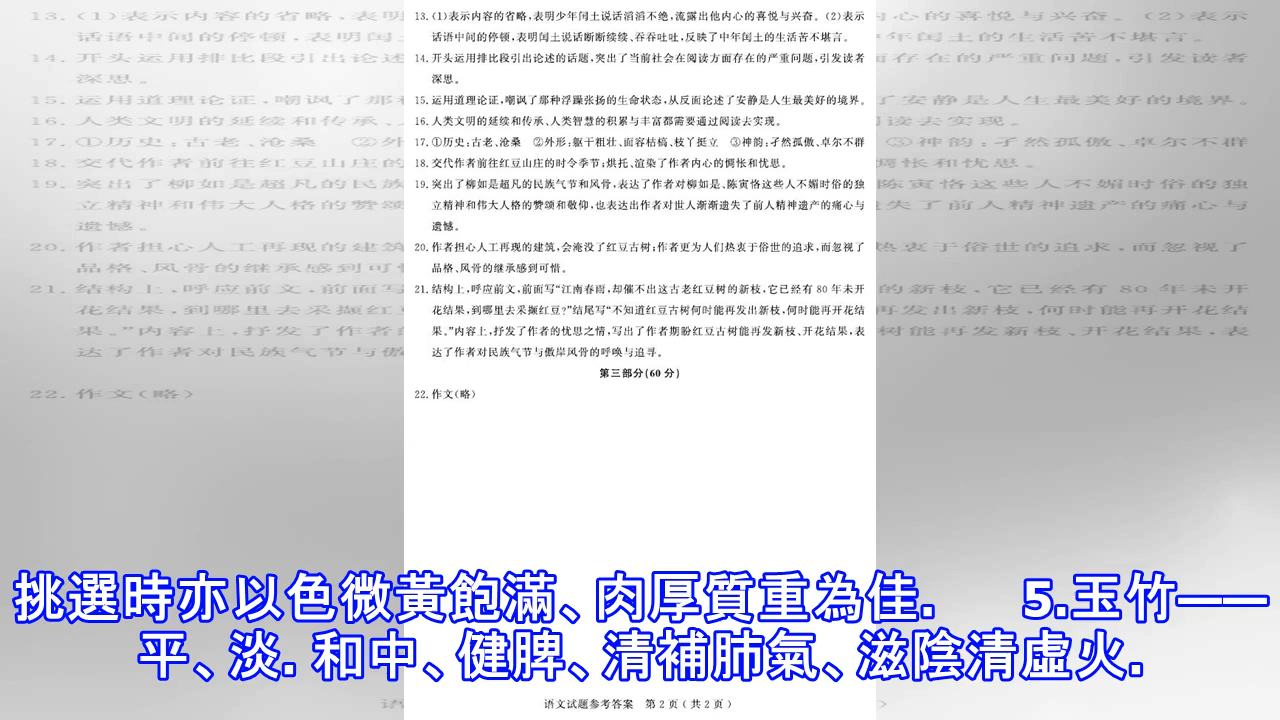 13.(1)表示内容的省略,表明少年闰土说话滔滔不绝,流露出他内心的喜悦与兴奋。(2)表示
话语中间的停顿,表明闰土说话断断续续、吞吞吐吐,反映了中年闰土的生活苦不堪言。
14.开头运用排比段引出论述的话题,突出了当前社会在阅读方面存在的严重问题,引发读者
深思。
15.运用道理论证,嘲讽了那种浮躁张扬的生命状态,从反面论述了安静是人生最美好的境界。
16.人类文明的延续和传承、人类智慧的积累与丰富都需要通过阅读去实现。
17.①历史:古老、沧桑 ②外形:躯干粗壮、面容枯槁、枝丫挺立 ③神韵:孑然孤傲、卓尔不群
18.交代作者前往红豆山庄的时令季节;烘托、渲染了作者内心的惆怅和忧思。
19.突出了柳如是超凡的民族气节和风骨,表达了作者对柳如是、陈寅恪这些人不媚时俗的独
立精神和伟大人格的赞颂和敬仰,也表达出作者对世人渐渐遗失了前人精神遗产的痛心与
遗憾。
20.作者担心人工再现的建筑,会淹没了红豆古树;作者更为人们热衷于俗世的追求,而忽视了
品格、风骨的继承感到可惜。
21.结构上,呼应前文,前面写“江南春雨,却催不出这古老红豆树的新枝,它已经有 80 年未开
花结果,到哪里去采撷红豆?”结尾写“不知道红豆古树何时能再发出新枝,何时能再开花结
果。”内容上,抒发了作者的忧思之情,写出了作者期盼红豆古树能再发新枝、开花结果,表
达了作者对民族气节与傲岸风骨的呼唤与追寻。
第三部分(60 分)
22.作文(略)
挑選時亦以色微黃飽滿、肉厚質重為佳. 5.玉竹——
平、淡.和中、健脾、清補肺氣、滋陰清虛火.
语文试题参考答案 第 2 页(共 2 页)